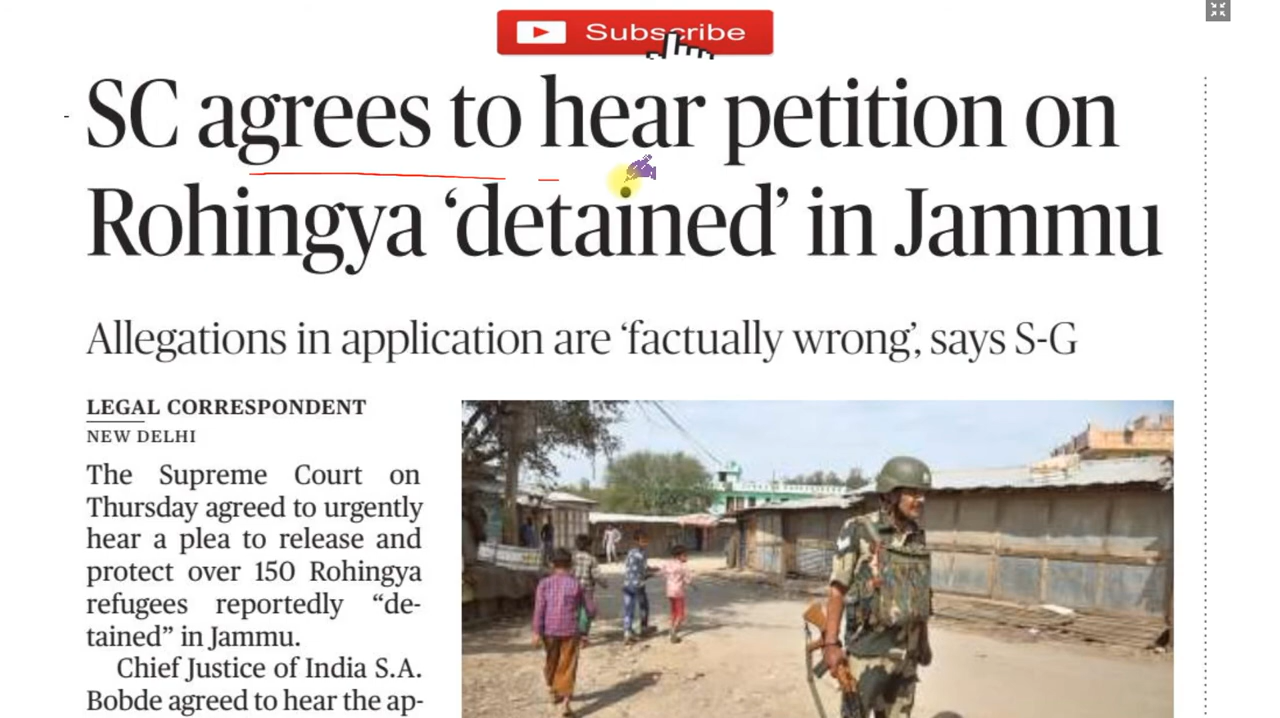 Subscribe
SC agrees to hear petition on
Rohingya ‘detained’ in Jammu
Allegations in application are ‘factually wrong’, says S-G
LEGAL CORRESPONDENT
NEW DELHI
The Supreme Court on
Thursday agreed to urgently
hear a plea to release and
protect over 150 Rohingya
refugees reportedly “de-
tained” in Jammu.
Chief Justice of India S.A.
Bobde agreed to hear the ap-